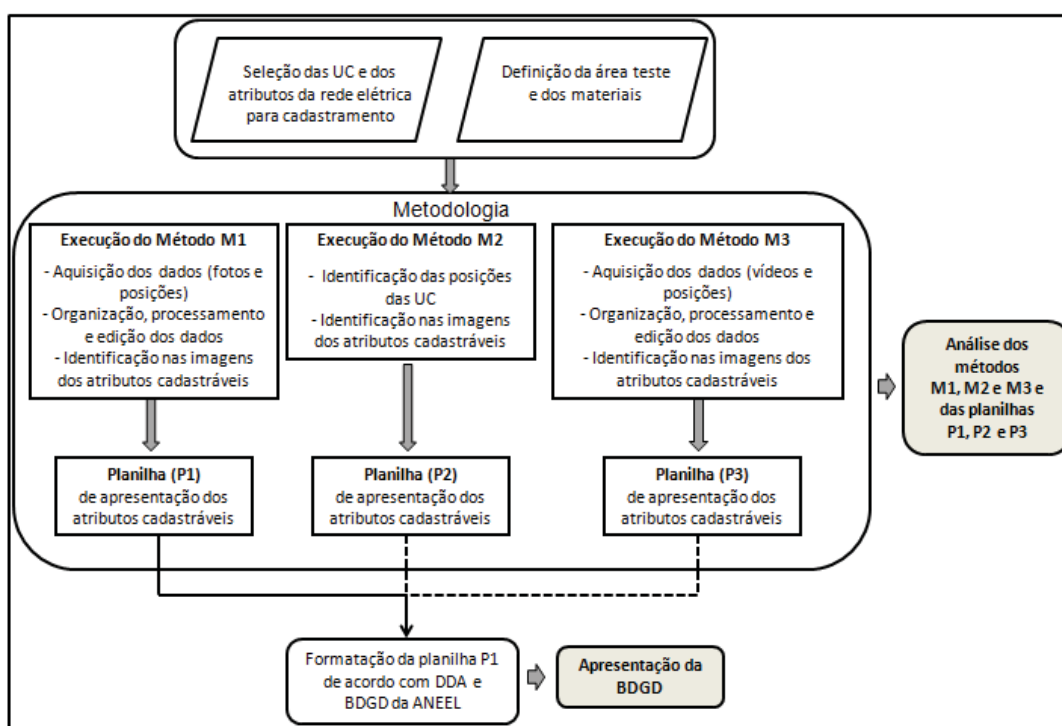 Seleção das UC e dos
atributos da rede elétrica
para cadastramento
Definição da área teste
e dos materiais
Metodologia
Execução do Método M1
- Aquisição dos dados (fotos e
posições)
- Organização, processamento
e edição dos dados
- Identificação nas imagens
dos atributos cadastráveis
Execução do Método M2
- Identificação das posições
das UC
- Identificação nas imagens
dos atributos cadastráveis
Execução do Método M3
- Aquisição dos dados (vídeos e
posições)
- Organização, processamento e
edição dos dados
- Identificação nas imagens dos
atributos cadastráveis
Análise dos
métodos
M1, M2 e M3 e
das planilhas
P1, P2 e P3
Planilha (P1)
de apresentação dos
atributos cadastráveis
Planilha (P2)
de apresentação dos
atributos cadastráveis
Planilha (P3)
de apresentação dos
atributos cadastráveis
Formatação da planilha P1
de acordo com DDA e
BDGD da ANEEL
Apresentação da
BDGD